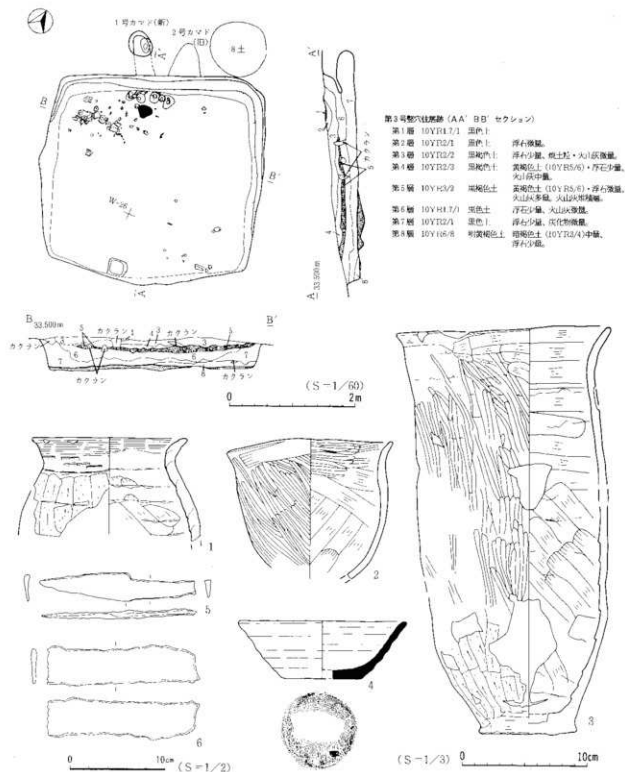 1号カマド(新)
2号カマド
(旧)
8土
W-26
カクラン
第3号竪穴住居跡(AA' BB' セクション)
第1層 10YR1.7/1 黒色土
第2層 10YR2/1 黒色土 浮石微量。
第3層 10YR2/2 黒褐色土 浮石少量、焼土粒・火山灰微量。
第4層 10YR2/3 黒褐色土 黄褐色土(10YR5/6)・浮石少量、
火山灰中量。
第5層 10YR3/2 黒褐色土 黄褐色土(10YR5/6)・浮石微量、
火山灰多量。火山灰堆積層。
第6層 10YR1.7/1 黒色土 浮石少量、火山灰微量。
第7層 10YR2/1 黒色土 浮石少量、炭化物微量。
第8層 10YR6/8 明黄褐色土 暗褐色土(10YR3/4)中量、
浮石少量。
A 33.500m
B
33.500m
B'
カクラン
カクラン
カクラン
カクラン
カクラン
(S=1/60)
0 2m
1
2
3
4
5
6
0 10cm (S=1/2)
(S=1/3) 0 10cm